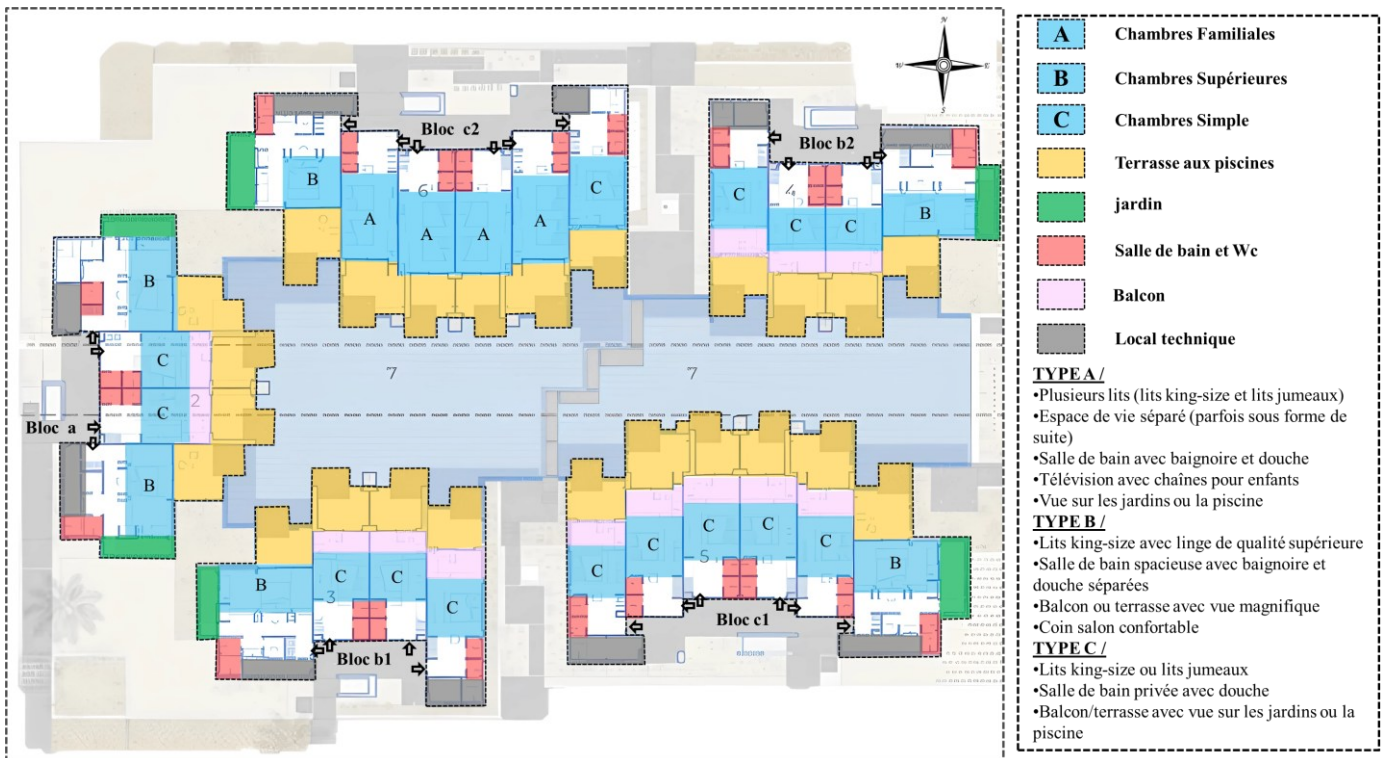 N
W
E
S
Bloc c2
Bloc b2
B
A
A
A
A
C
6
C
C
C
B
4
B
C
C
B
2
Bloc a
7
7
B
C
C
C
3
Bloc b1
C
C
C
C
C
B
5
Bloc c1
A Chambres Familiales
B Chambres Supérieures
C Chambres Simple
Terrasse aux piscines
jardin
Salle de bain et Wc
Balcon
Local technique
TYPE A /
•Plusieurs lits (lits king-size et lits jumeaux)
•Espace de vie séparé (parfois sous forme de
suite)
•Salle de bain avec baignoire et douche
•Télévision avec chaînes pour enfants
•Vue sur les jardins ou la piscine
TYPE B /
•Lits king-size avec linge de qualité supérieure
•Salle de bain spacieuse avec baignoire et
douche séparées
•Balcon ou terrasse avec vue magnifique
•Coin salon confortable
TYPE C /
•Lits king-size ou lits jumeaux
•Salle de bain privée avec douche
•Balcon/terrasse avec vue sur les jardins ou la
piscine